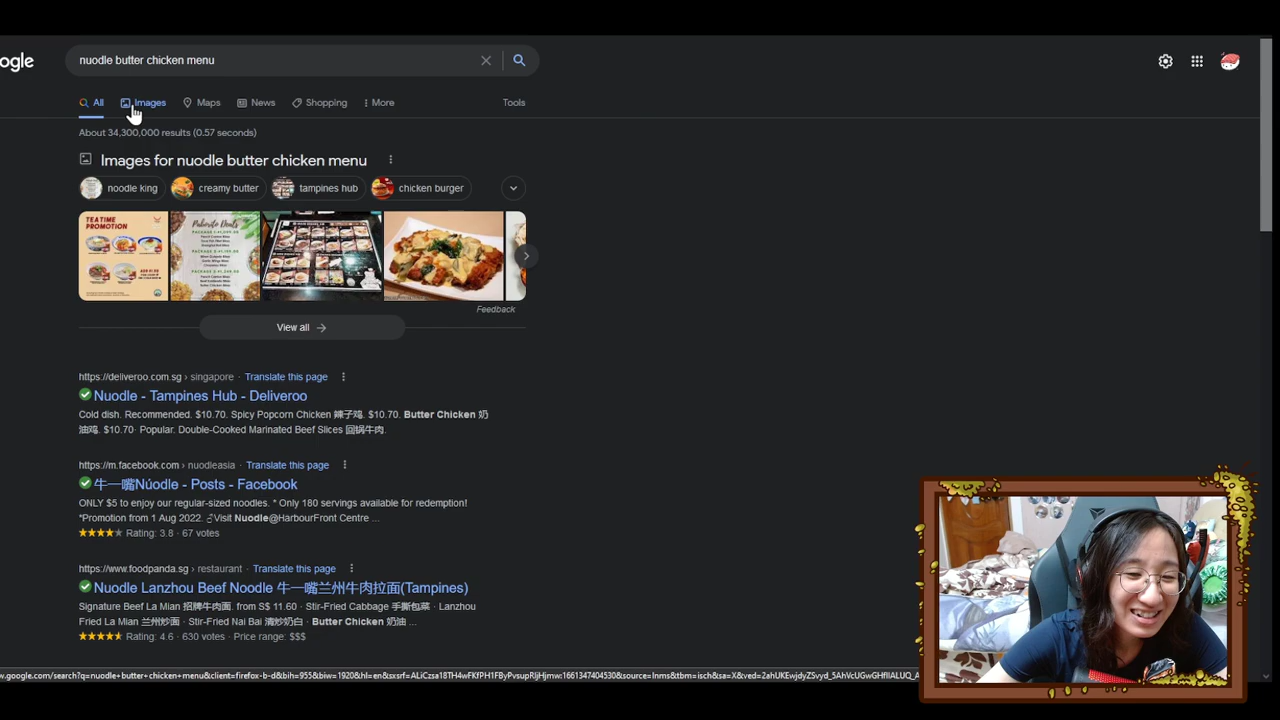 ogle
nuodle butter chicken menu
All
Images
Maps
News
Shopping
More
Tools
About 34,300,000 results (0.57 seconds)
Images for nuodle butter chicken menu
noodle king
creamy butter
tampines hub
chicken burger
TEA TIME
PROMOTION
Feedback
View all
https://deliveroo.com.sg › singapore · Translate this page
Nuodle - Tampines Hub - Deliveroo
Cold dish. Recommended. $10.70. Spicy Popcorn Chicken 辣子鸡. $10.70. Butter Chicken 奶
油鸡. $10.70· Popular. Double-Cooked Marinated Beef Slices 回锅牛肉.
https://m.facebook.com › nuodleasia · Translate this page
牛一嘴Núodle - Posts - Facebook
ONLY $5 to enjoy our regular-sized noodles. * Only 180 servings available for redemption!
*Promotion from 1 Aug 2022. Visit Nuodle@HarbourFront Centre ...
Rating: 3.8 · 67 votes
https://www.foodpanda.sg › restaurant · Translate this page
Nuodle Lanzhou Beef Noodle 牛一嘴兰州牛肉拉面(Tampines)
Signature Beef La Mian 招牌牛肉面. from S$ 11.60 · Stir-Fried Cabbage 手撕包菜 · Lanzhou
Fried La Mian 兰州炒面 · Stir-Fried Nai Bai 清炒奶白 · Butter Chicken 奶油 ...
Rating: 4.6 · 630 votes · Price range: $$$